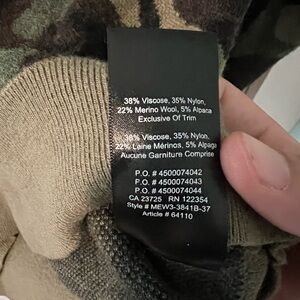 38% Viscose, 35% Nylon,
22% Merino Wool, 5% Alpaca
Exclusive Of Trim
38% Viscose, 35% Nylon,
22% Laine Mérinos, 5% Alpaga
Aucune Garniture Comprise
P.O. # 4500074042
P.O. # 4500074043
P.O. # 4500074044
CA 23725 RN 122354
Style # MEW3-3841B-37
Article # 64110